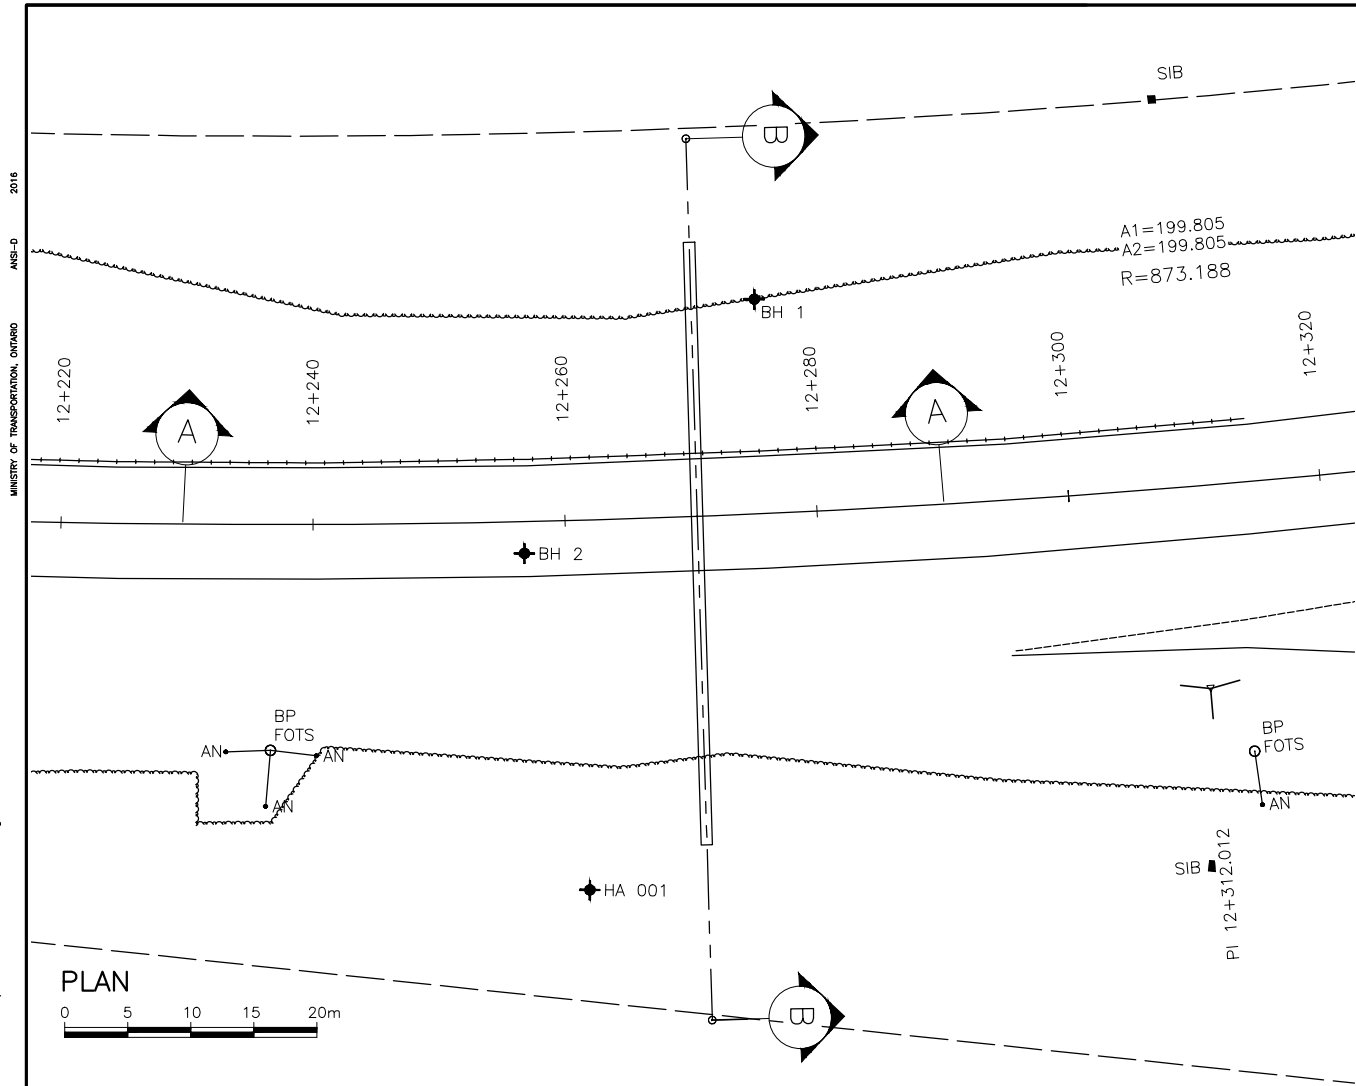 SIB
B
A1=199.805
A2=199.805
R=873.188
BH 1
12+220
12+240
12+260
12+280
12+300
12+320
A
A
BH 2
BP
FOTS
AN
AN
AN
BP
FOTS
AN
SIB
PI 12+312.012
HA 001
B
PLAN
0 5 10 15 20m
MINISTRY OF TRANSPORTATION, ONTARIO ANSI-D 2016